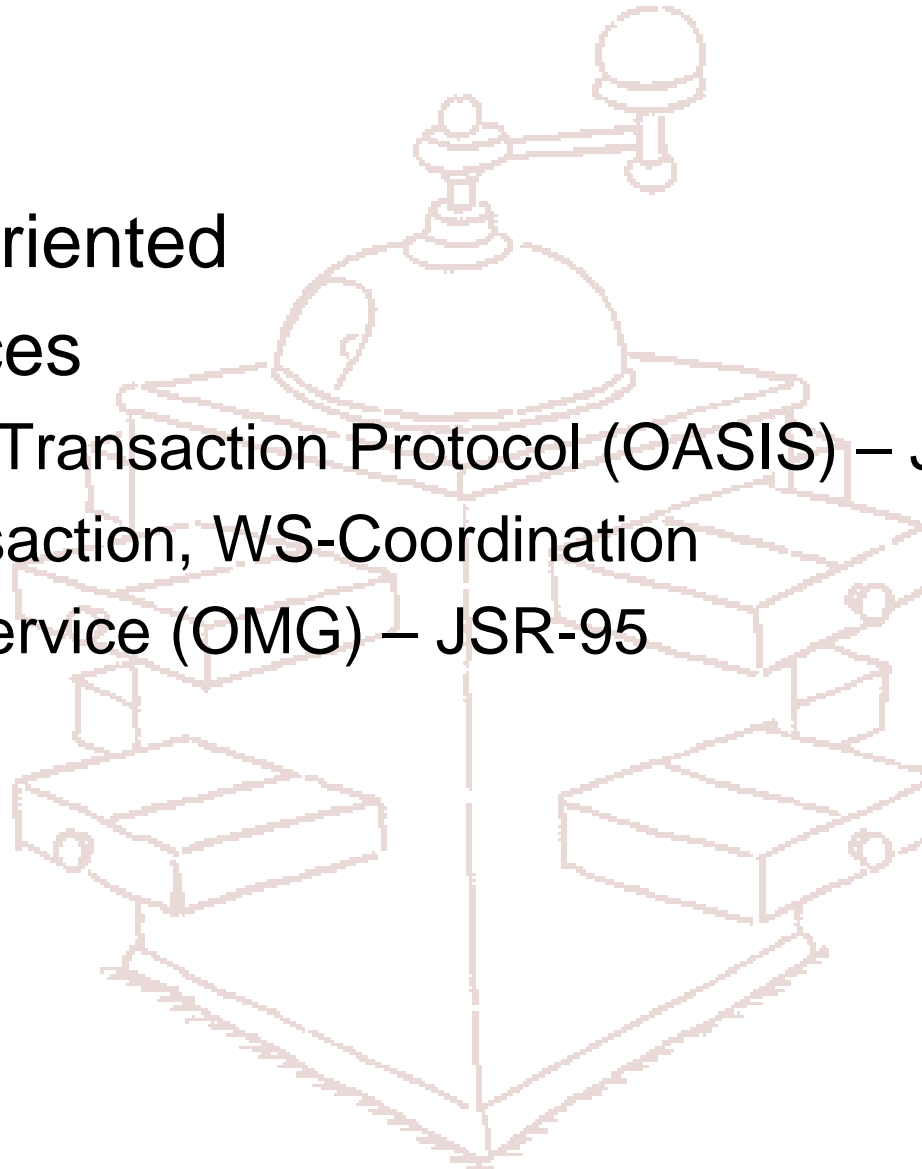 riented
ces
Transaction Protocol (OASIS) – J
saction, WS-Coordination
ervice (OMG) – JSR-95